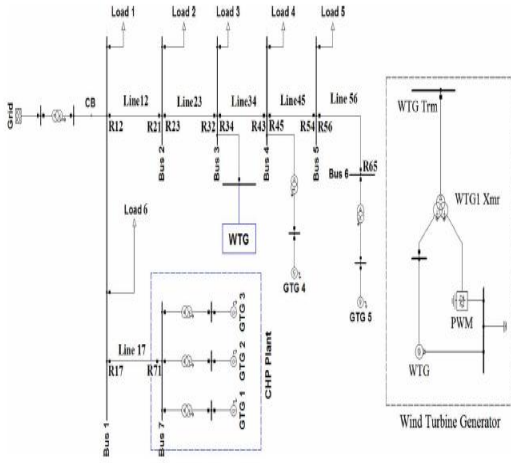 Load 1
Load 2
Load 3
Load 4
Load 5
Grid
CB
Line12
Line23
Line34
Line45
Line 56
R12
R21
R23
R32
R34
R43
R45
R54
R56
R65
Bus 2
Bus 3
Bus 4
Bus 5
Bus 6
WTG
GTG 4
GTG 5
Load 6
Line 17
R17
R71
GTG 3
GTG 2
GTG 1
CHP Plant
Bus 1
Bus 7
WTG Trm
WTG1 Xmr
PWM
WTG
Wind Turbine Generator